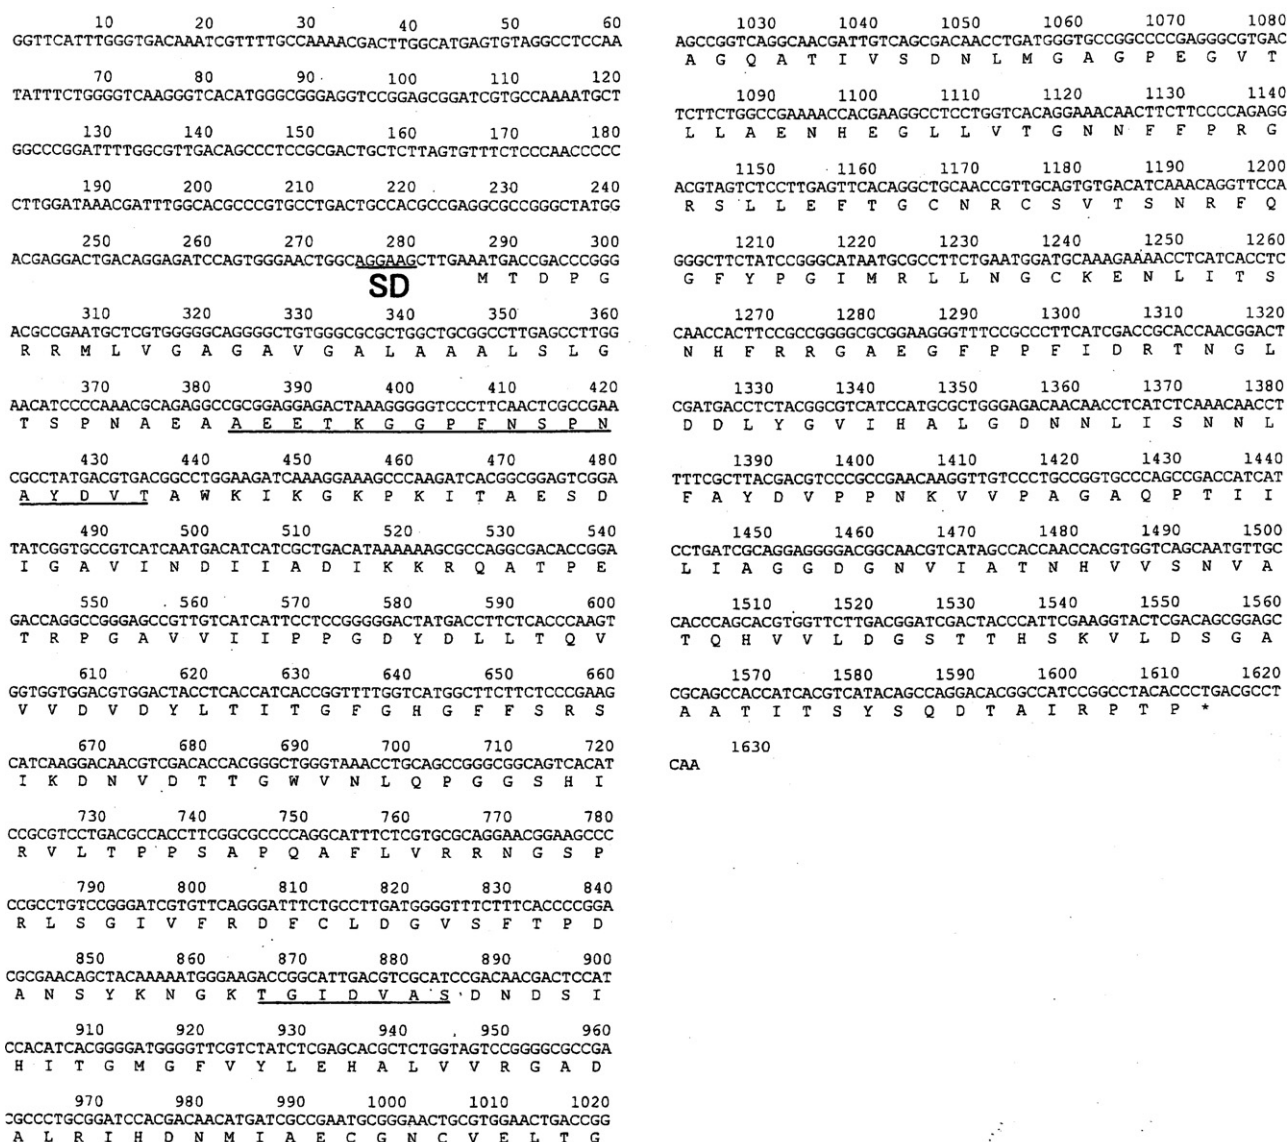 10 20 30 40 50 60
GGTTCATTTGGGTGACAAATCGTTTTGCCAAAACGACTTGGCATGAGTGTAGGCCTCCAA
70 80 90 100 110 120
TATTTCTGGGGTCAAGGGTCACATGGGCGGGAGGTCCGGAGCGGATCGTGCCAAAATGCT
130 140 150 160 170 180
GGCCCGGATTTTGGCGTTGACAGCCCTCCGCGACTGCTCTTAGTGTTTCTCCCAACCCCC
190 200 210 220 230 240
CTTGGATAAACGATTTGGCACGCCCGTGCCTGACTGCCACGCCGAGGCGCCGGGCTATGG
250 260 270 280 290 300
ACGAGGACTGACAGGAGATCCAGTGGGAACTGGCAGGAAGCTTGAAATGACCGACCCGGG
SD M T D P G
310 320 330 340 350 360
ACGCCGAATGCTCGTGGGGGCAGGGGCTGTGGGCGCGCTGGCTGCGGCCTTGAGCCTTGG
R R M L V G A G A V G A L A A A L S L G
370 380 390 400 410 420
AACATCCCCAAACGCAGAGGCCGCGGAGGAGACTAAAGGGGGTCCCTTCAACTCGCCGAA
T S P N A E A A E E T K G G P F N S P N
430 440 450 460 470 480
CGCCTATGACGTGACGGCCTGGAAGATCAAAGGAAAGCCCAAGATCACGGCGGAGTCGGA
A Y D V T A W K I K G K P K I T A E S D
490 500 510 520 530 540
TATCGGTGCCGTCATCAATGACATCATCGCTGACATAAAAAAGCGCCAGGCGACACCGGA
I G A V I N D I I A D I K K R Q A T P E
550 560 570 580 590 600
GACCAGGCCGGGAGCCGTTGTCATCATTCCTCCGGGGGACTATGACCTTCTCACCCAAGT
T R P G A V V I I P P G D Y D L L T Q V
610 620 630 640 650 660
GGTGGTGGACGTGGACTACCTCACCATCACCGGTTTTGGTCATGGCTTCTTCTCCCGAAG
V V D V D Y L T I T G F G H G F F S R S
670 680 690 700 710 720
CATCAAGGACAACGTCGACACCACGGGCTGGGTAAACCTGCAGCCGGGCGGCAGTCACAT
I K D N V D T T G W V N L Q P G G S H I
730 740 750 760 770 780
CCGCGTCCTGACGCCACCTTCGGCGCCCCAGGCATTTCTCGTGCGCAGGAACGGAAGCCC
R V L T P P S A P Q A F L V R R N G S P
790 800 810 820 830 840
CCGCCTGTCCGGGATCGTGTTCAGGGATTTCTGCCTTGATGGGGTTTCTTTCACCCCGGA
R L S G I V F R D F C L D G V S F T P D
850 860 870 880 890 900
CGCGAACAGCTACAAAAATGGGAAGACCGGCATTGACGTCGCATCCGACAACGACTCCAT
A N S Y K N G K T G I D V A S D N D S I
910 920 930 940 950 960
CCACATCACGGGGATGGGGTTCGTCTATCTCGAGCACGCTCTGGTAGTCCGGGGCGCCGA
H I T G M G F V Y L E H A L V V R G A D
970 980 990 1000 1010 1020
CGCCCTGCGGATCCACGACAACATGATCGCCGAATGCGGGAACTGCGTGGAACTGACCGG
A L R I H D N M I A E C G N C V E L T G
1030 1040 1050 1060 1070 1080
AGCCGGTCAGGCAACGATTGTCAGCGACAACCTGATGGGTGCCGGCCCCGAGGGCGTGAC
A G Q A T I V S D N L M G A G P E G V T
1090 1100 1110 1120 1130 1140
TCTTCTGGCCGAAAACCACGAAGGCCTCCTGGTCACAGGAAACAACTTCTTCCCCAGAGG
L L A E N H E G L L V T G N N F F P R G
1150 1160 1170 1180 1190 1200
ACGTAGTCTCCTTGAGTTCACAGGCTGCAACCGTTGCAGTGTGACATCAAACAGGTTCCA
R S L L E F T G C N R C S V T S N R F Q
1210 1220 1230 1240 1250 1260
GGGCTTCTATCCGGGCATAATGCGCCTTCTGAATGGATGCAAAGAAAACCTCATCACCTC
G F Y P G I M R L L N G C K E N L I T S
1270 1280 1290 1300 1310 1320
CAACCACTTCCGCCGGGGCGCGGAAGGGTTTCCGCCCTTCATCGACCGCACCAACGGACT
N H F R R G A E G F P P F I D R T N G L
1330 1340 1350 1360 1370 1380
CGATGACCTCTACGGCGTCATCCATGCGCTGGGAGACAACAACCTCATCTCAAACAACCT
D D L Y G V I H A L G D N N L I S N N L
1390 1400 1410 1420 1430 1440
TTTCGCTTACGACGTCCCGCCGAACAAGGTTGTCCCTGCCGGTGCCCAGCCGACCATCAT
F A Y D V P P N K V V P A G A Q P T I I
1450 1460 1470 1480 1490 1500
CCTGATCGCAGGAGGGGACGGCAACGTCATAGCCACCAACCACGTGGTCAGCAATGTTGC
L I A G G D G N V I A T N H V V S N V A
1510 1520 1530 1540 1550 1560
CACCCAGCACGTGGTTCTTGACGGATCGACTACCCATTCGAAGGTACTCGACAGCGGAGC
T Q H V V L D G S T T H S K V L D S G A
1570 1580 1590 1600 1610 1620
CGCAGCCACCATCACGTCATACAGCCAGGACACGGCCATCCGGCCTACACCCTGACGCCT
A A T I T S Y S Q D T A I R P T P *
1630
CAA